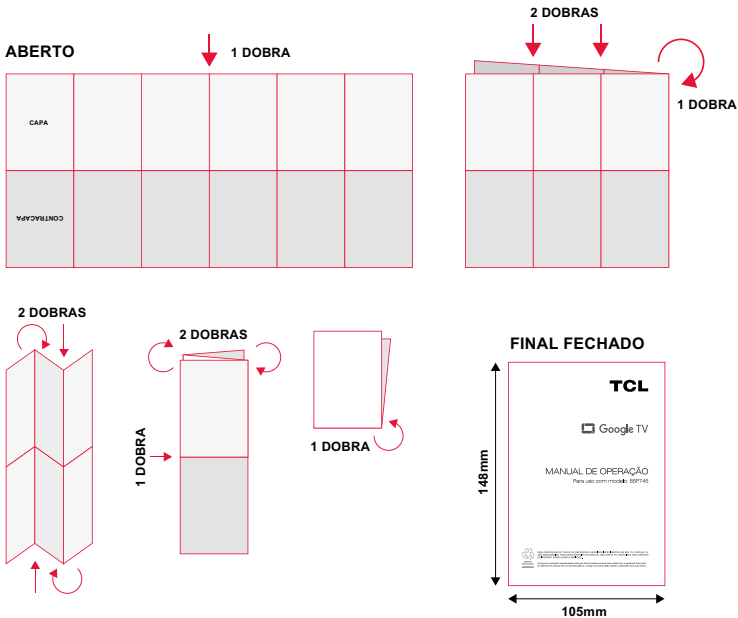 ABERTO
1 DOBRA
CAPA
CONTRACAPA
2 DOBRAS
1 DOBRA
2 DOBRAS
2 DOBRAS
1 DOBRA
1 DOBRA
FINAL FECHADO
TCL
Google TV
MANUAL DE OPERAÇÃO
Para uso com modelo: 85P745
148mm
105mm